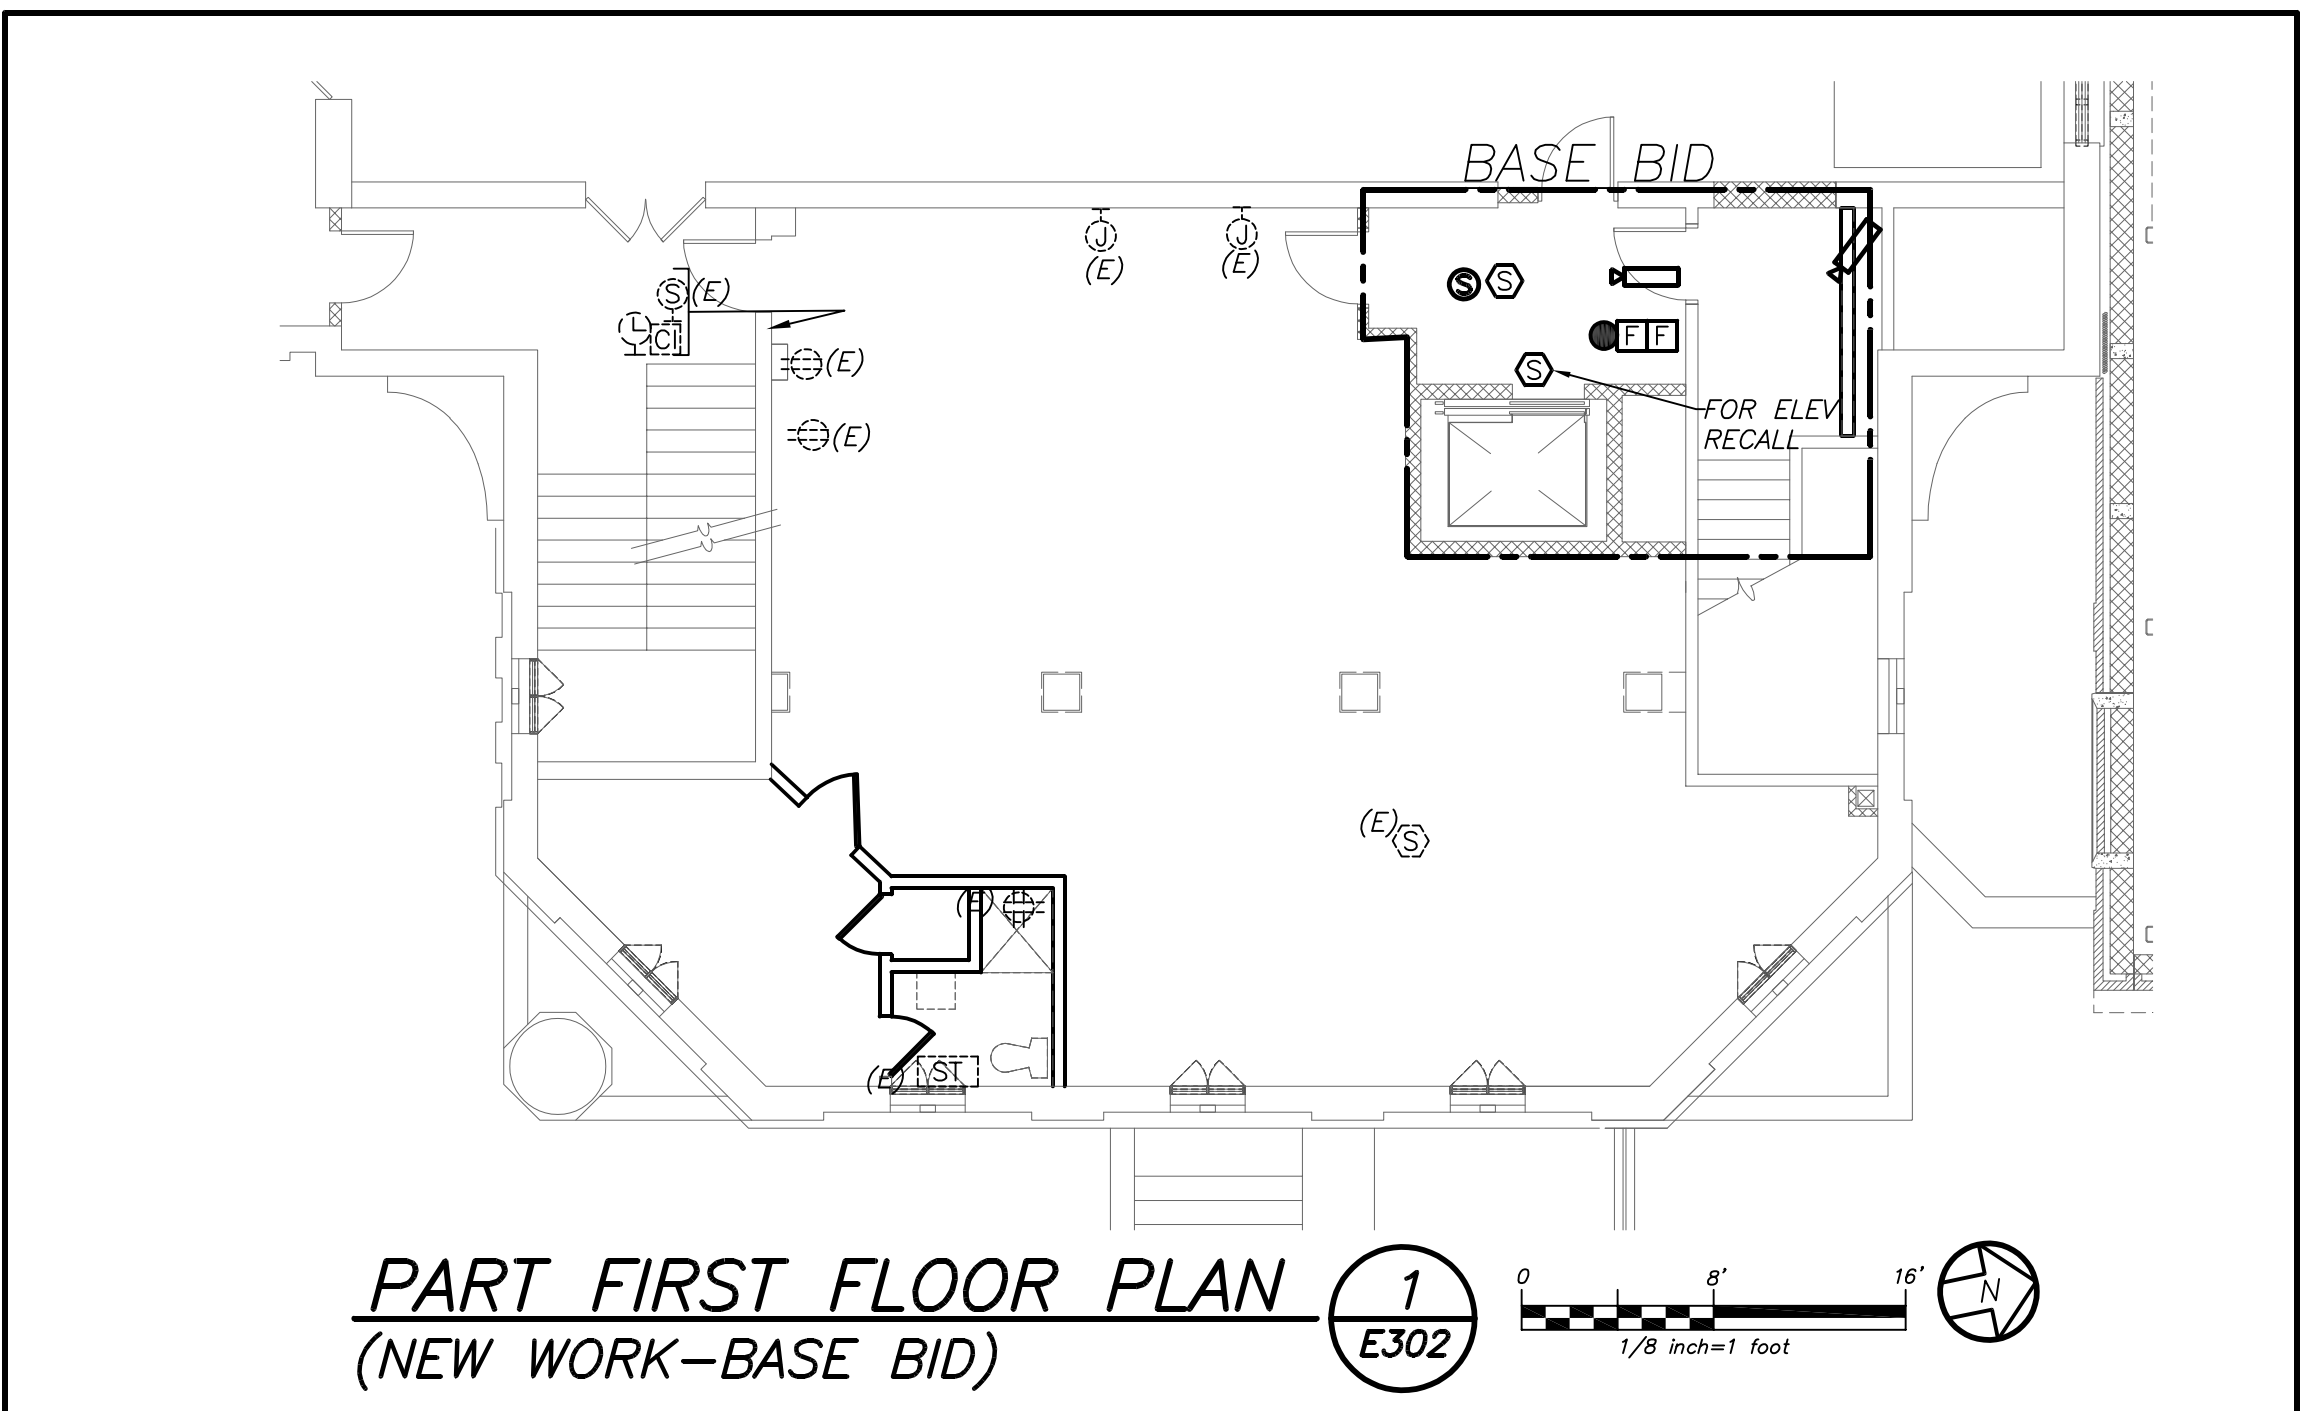 BASE BID
J
J
(E)
(E)
S
(E)
CI
S
S
F F
(E)
S
FOR ELEV
RECALL
(E)
(E)
S
(E)
(E)
ST
PART FIRST FLOOR PLAN
(NEW WORK-BASE BID)
1
E302
0 8' 16'
1/8 inch=1 foot
N